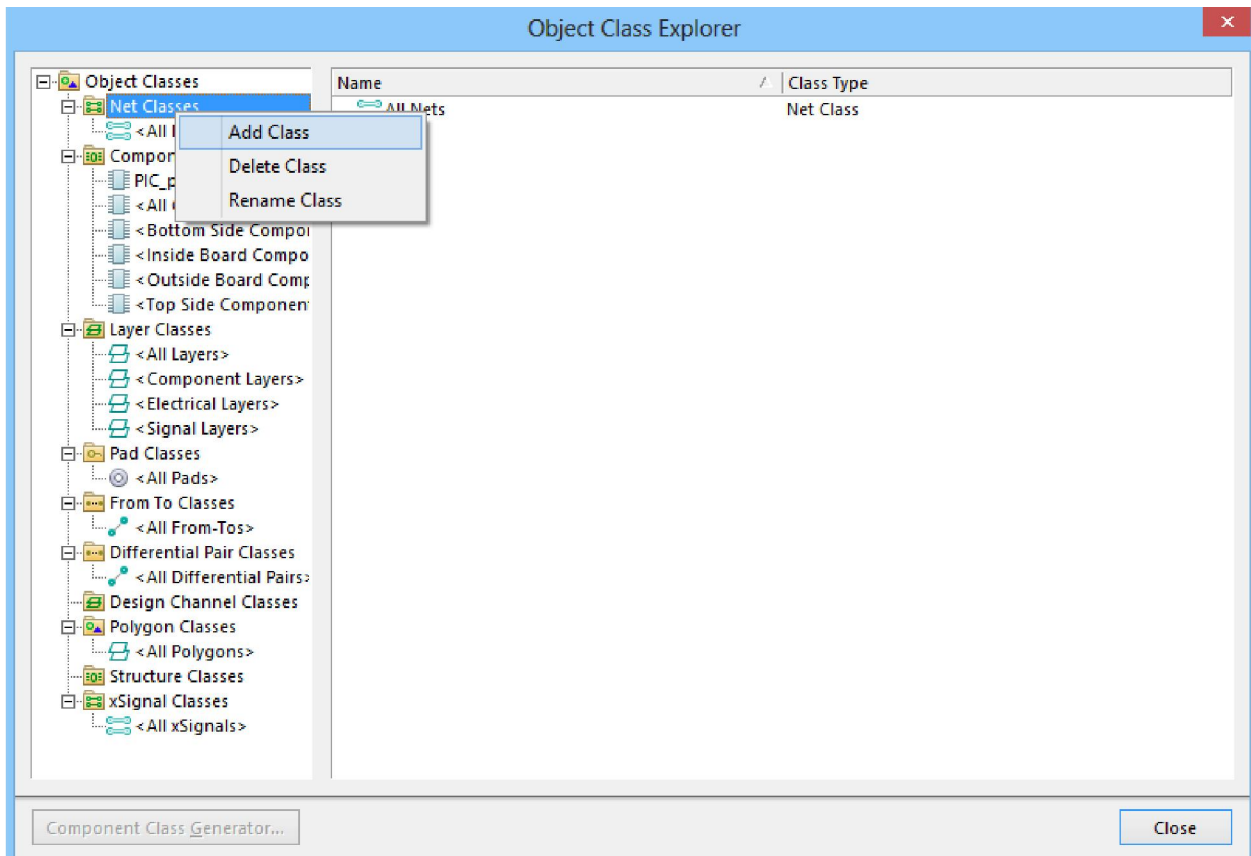 Object Class Explorer
Object Classes
Net Classes
<All
Compon
PIC_p
<All
<Bottom Side Compo
<Inside Board Compo
<Outside Board Comp
<Top Side Component
Layer Classes
<All Layers>
<Component Layers>
<Electrical Layers>
<Signal Layers>
Pad Classes
<All Pads>
From To Classes
<All From-Tos>
Differential Pair Classes
<All Differential Pairs>
Design Channel Classes
Polygon Classes
<All Polygons>
Structure Classes
xSignal Classes
<All xSignals>
Add Class
Delete Class
Rename Class
Name Class Type
All Nets Net Class
Component Class Generator... Close